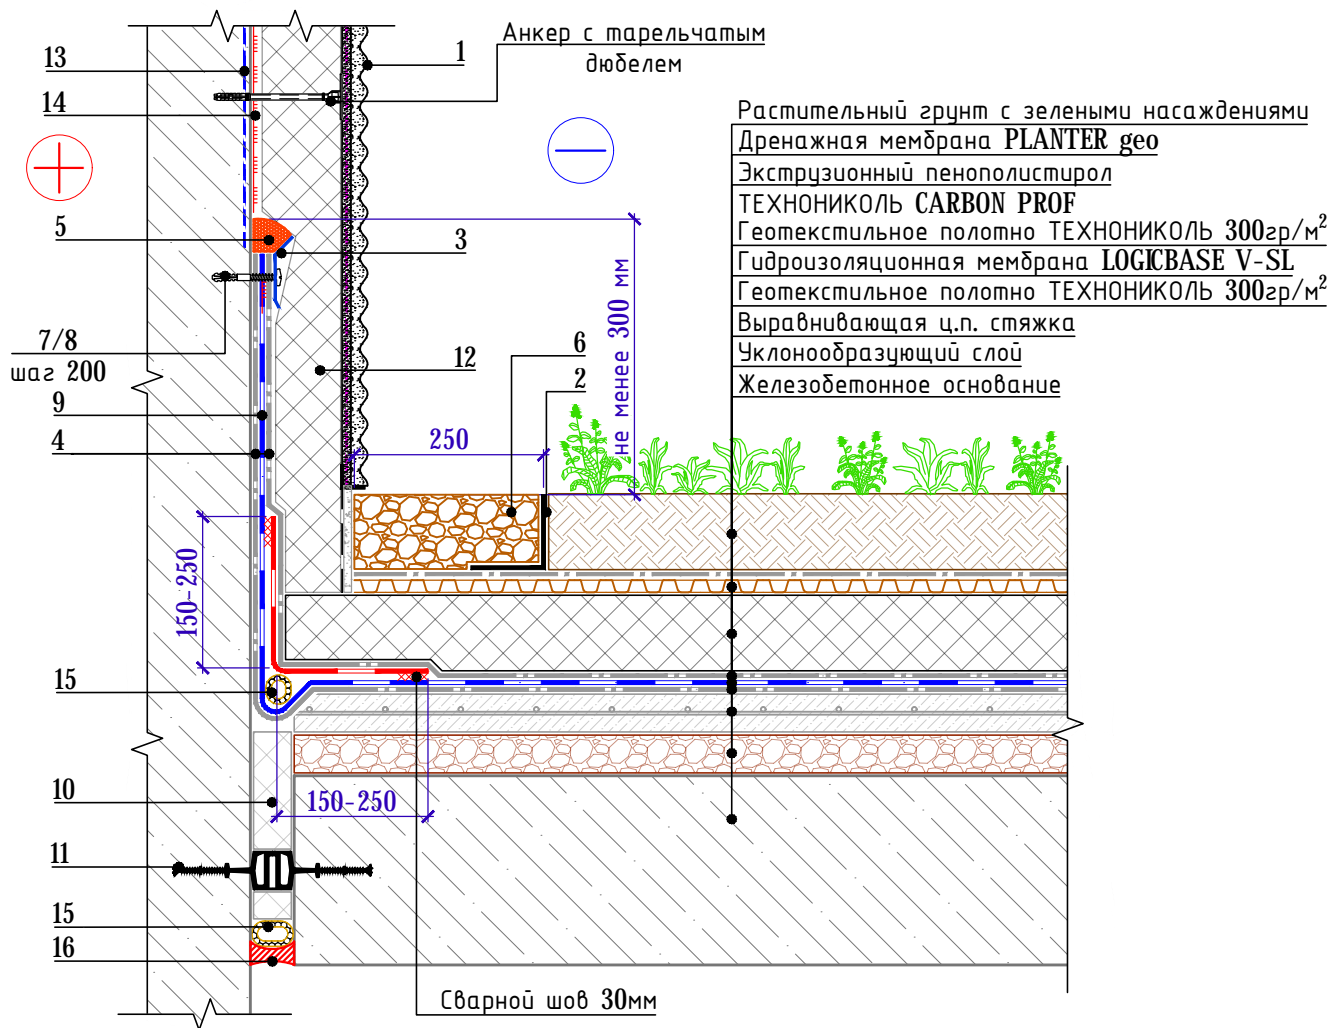 Анкер с тарельчатым
дюбелем
13
14
1
Растительный грунт с зелеными насаждениями
Дренажная мембрана PLANTER geo
Экструзионный пенополистирол
ТЕХНОНИКОЛЬ CARBON PROF
Геотекстильное полотно ТЕХНОНИКОЛЬ 300гр/м²
Гидроизоляционная мембрана LOGICBASE V-SL
Геотекстильное полотно ТЕХНОНИКОЛЬ 300гр/м²
Выравнивающая ц.п. стяжка
Уклонообразующий слой
Железобетонное основание
5
3
не менее 300 мм
7/8
шаг 200
12
6
2
9
4
250
150-250
15
10
150-250
11
15
16
Сварной шов 30мм